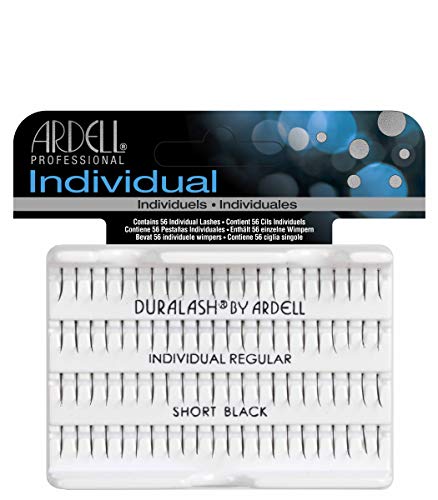 ARDELL®
PROFESSIONAL
Individual
Individuels • Individuales
Contains 56 Individual Lashes • Contient 56 Cils Individuels
Contiene 56 Pestañas Individuales • Enthält 56 einzelne Wimpern
Bevat 56 individuele wimpers • Contiene 56 ciglia singole
DURALASH® BY ARDELL
INDIVIDUAL REGULAR
SHORT BLACK